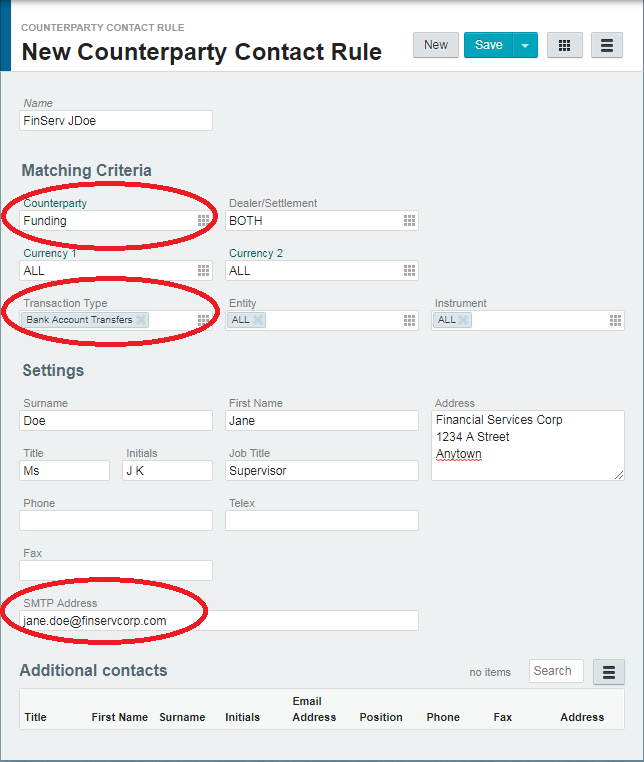 COUNTERPARTY CONTACT RULE
New Counterparty Contact Rule
New Save
Name
FinServ JDoe
Matching Criteria
Counterparty Dealer/Settlement
Funding BOTH
Currency 1 Currency 2
ALL ALL
Transaction Type Entity Instrument
Bank Account Transfers ALL ALL
Settings
Surname First Name Address
Doe Jane Financial Services Corp
1234 A Street
Title Initials Job Title Anytown
Ms J K Supervisor
Phone Telex
Fax
SMTP Address
jane.doe@finservcorp.com
Additional contacts no items Search
Title First Name Surname Initials Email Address Position Phone Fax Address